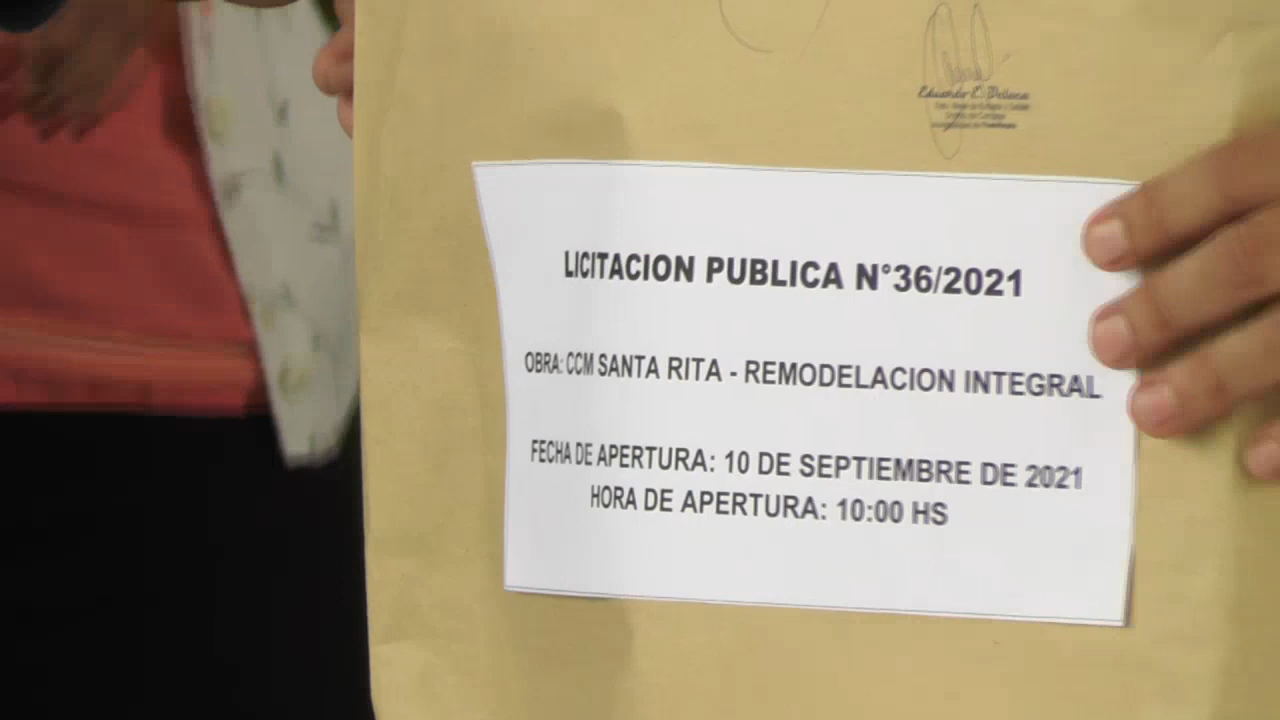 LICITACION PUBLICA N°36/2021
OBRA: CCM SANTA RITA - REMODELACION INTEGRAL
FECHA DE APERTURA: 10 DE SEPTIEMBRE DE 2021
HORA DE APERTURA: 10:00 HS